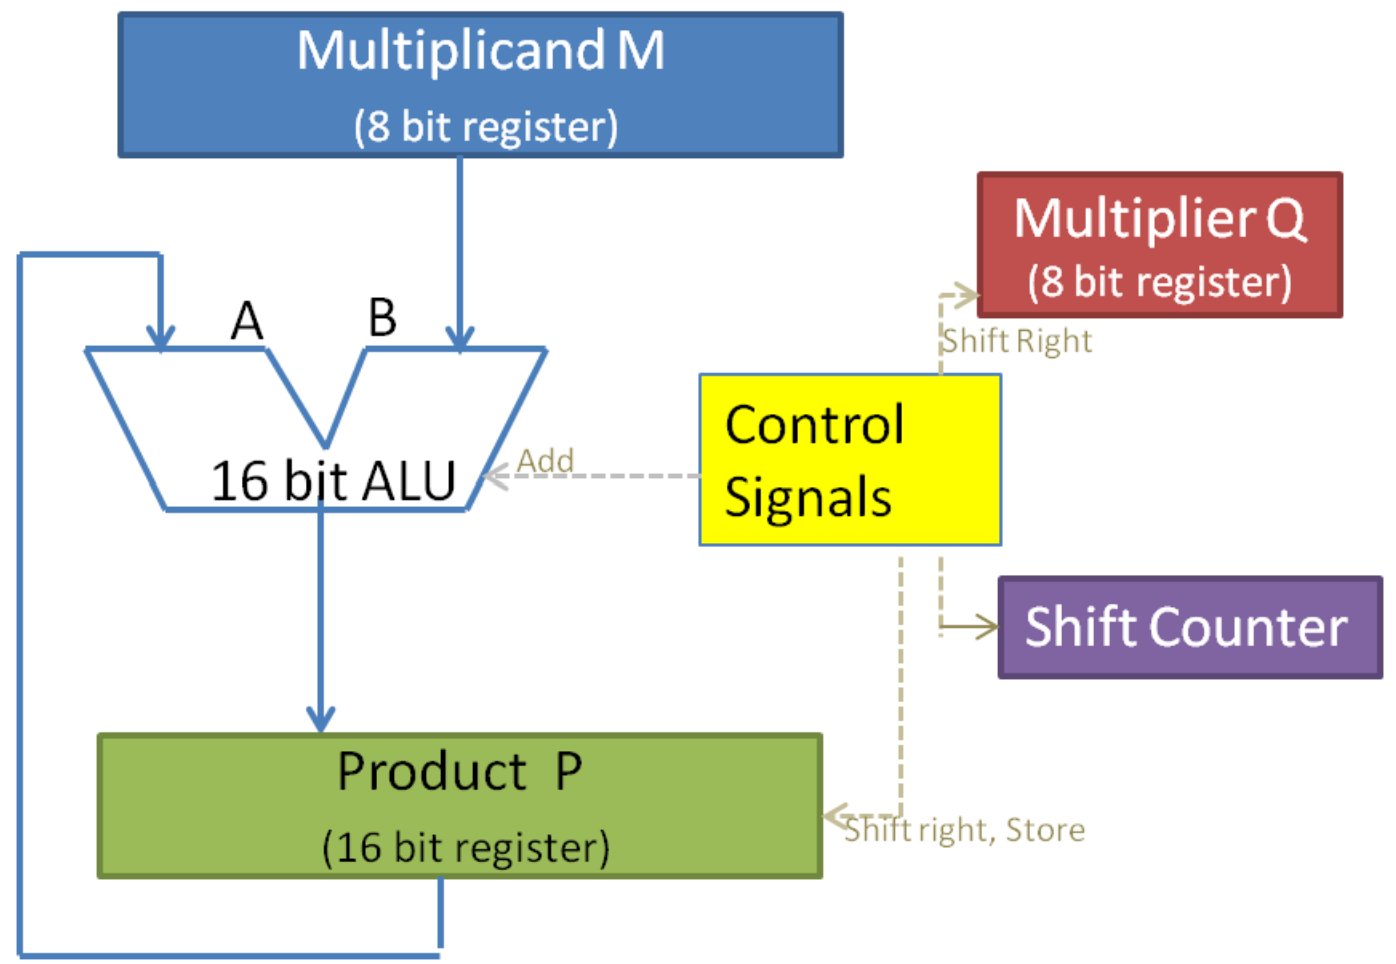 Multiplicand M
(8 bit register)
Multiplier Q
(8 bit register)
Shift Right
A
B
Control
Signals
Add
16 bit ALU
Shift Counter
Product P
(16 bit register)
Shift right, Store